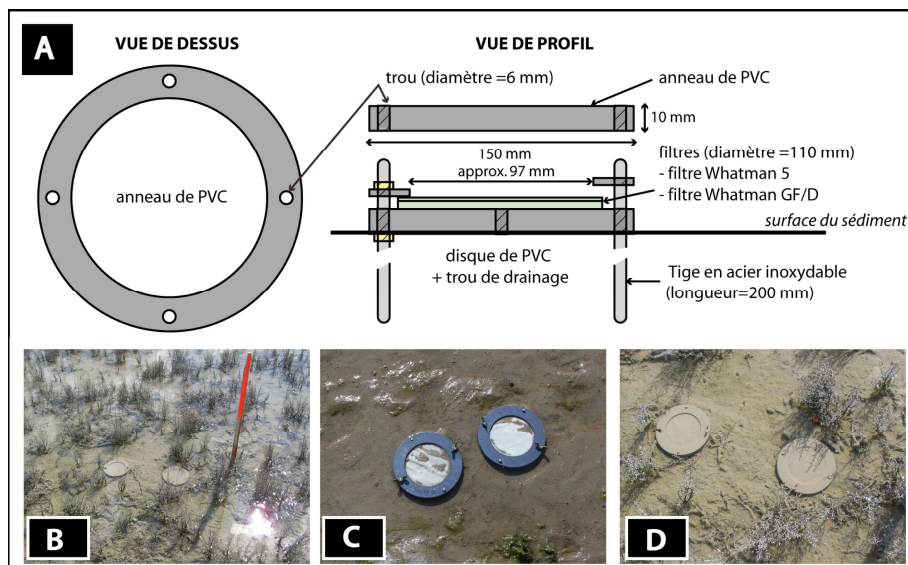 A
VUE DE DESSUS
VUE DE PROFIL
trou (diamètre =6 mm)
anneau de PVC
10 mm
150 mm
approx. 97 mm
filtres (diamètre =110 mm)
- filtre Whatman 5
- filtre Whatman GF/D
anneau de PVC
surface du sédiment
disque de PVC
+ trou de drainage
Tige en acier inoxydable
(longueur=200 mm)
B
C
D